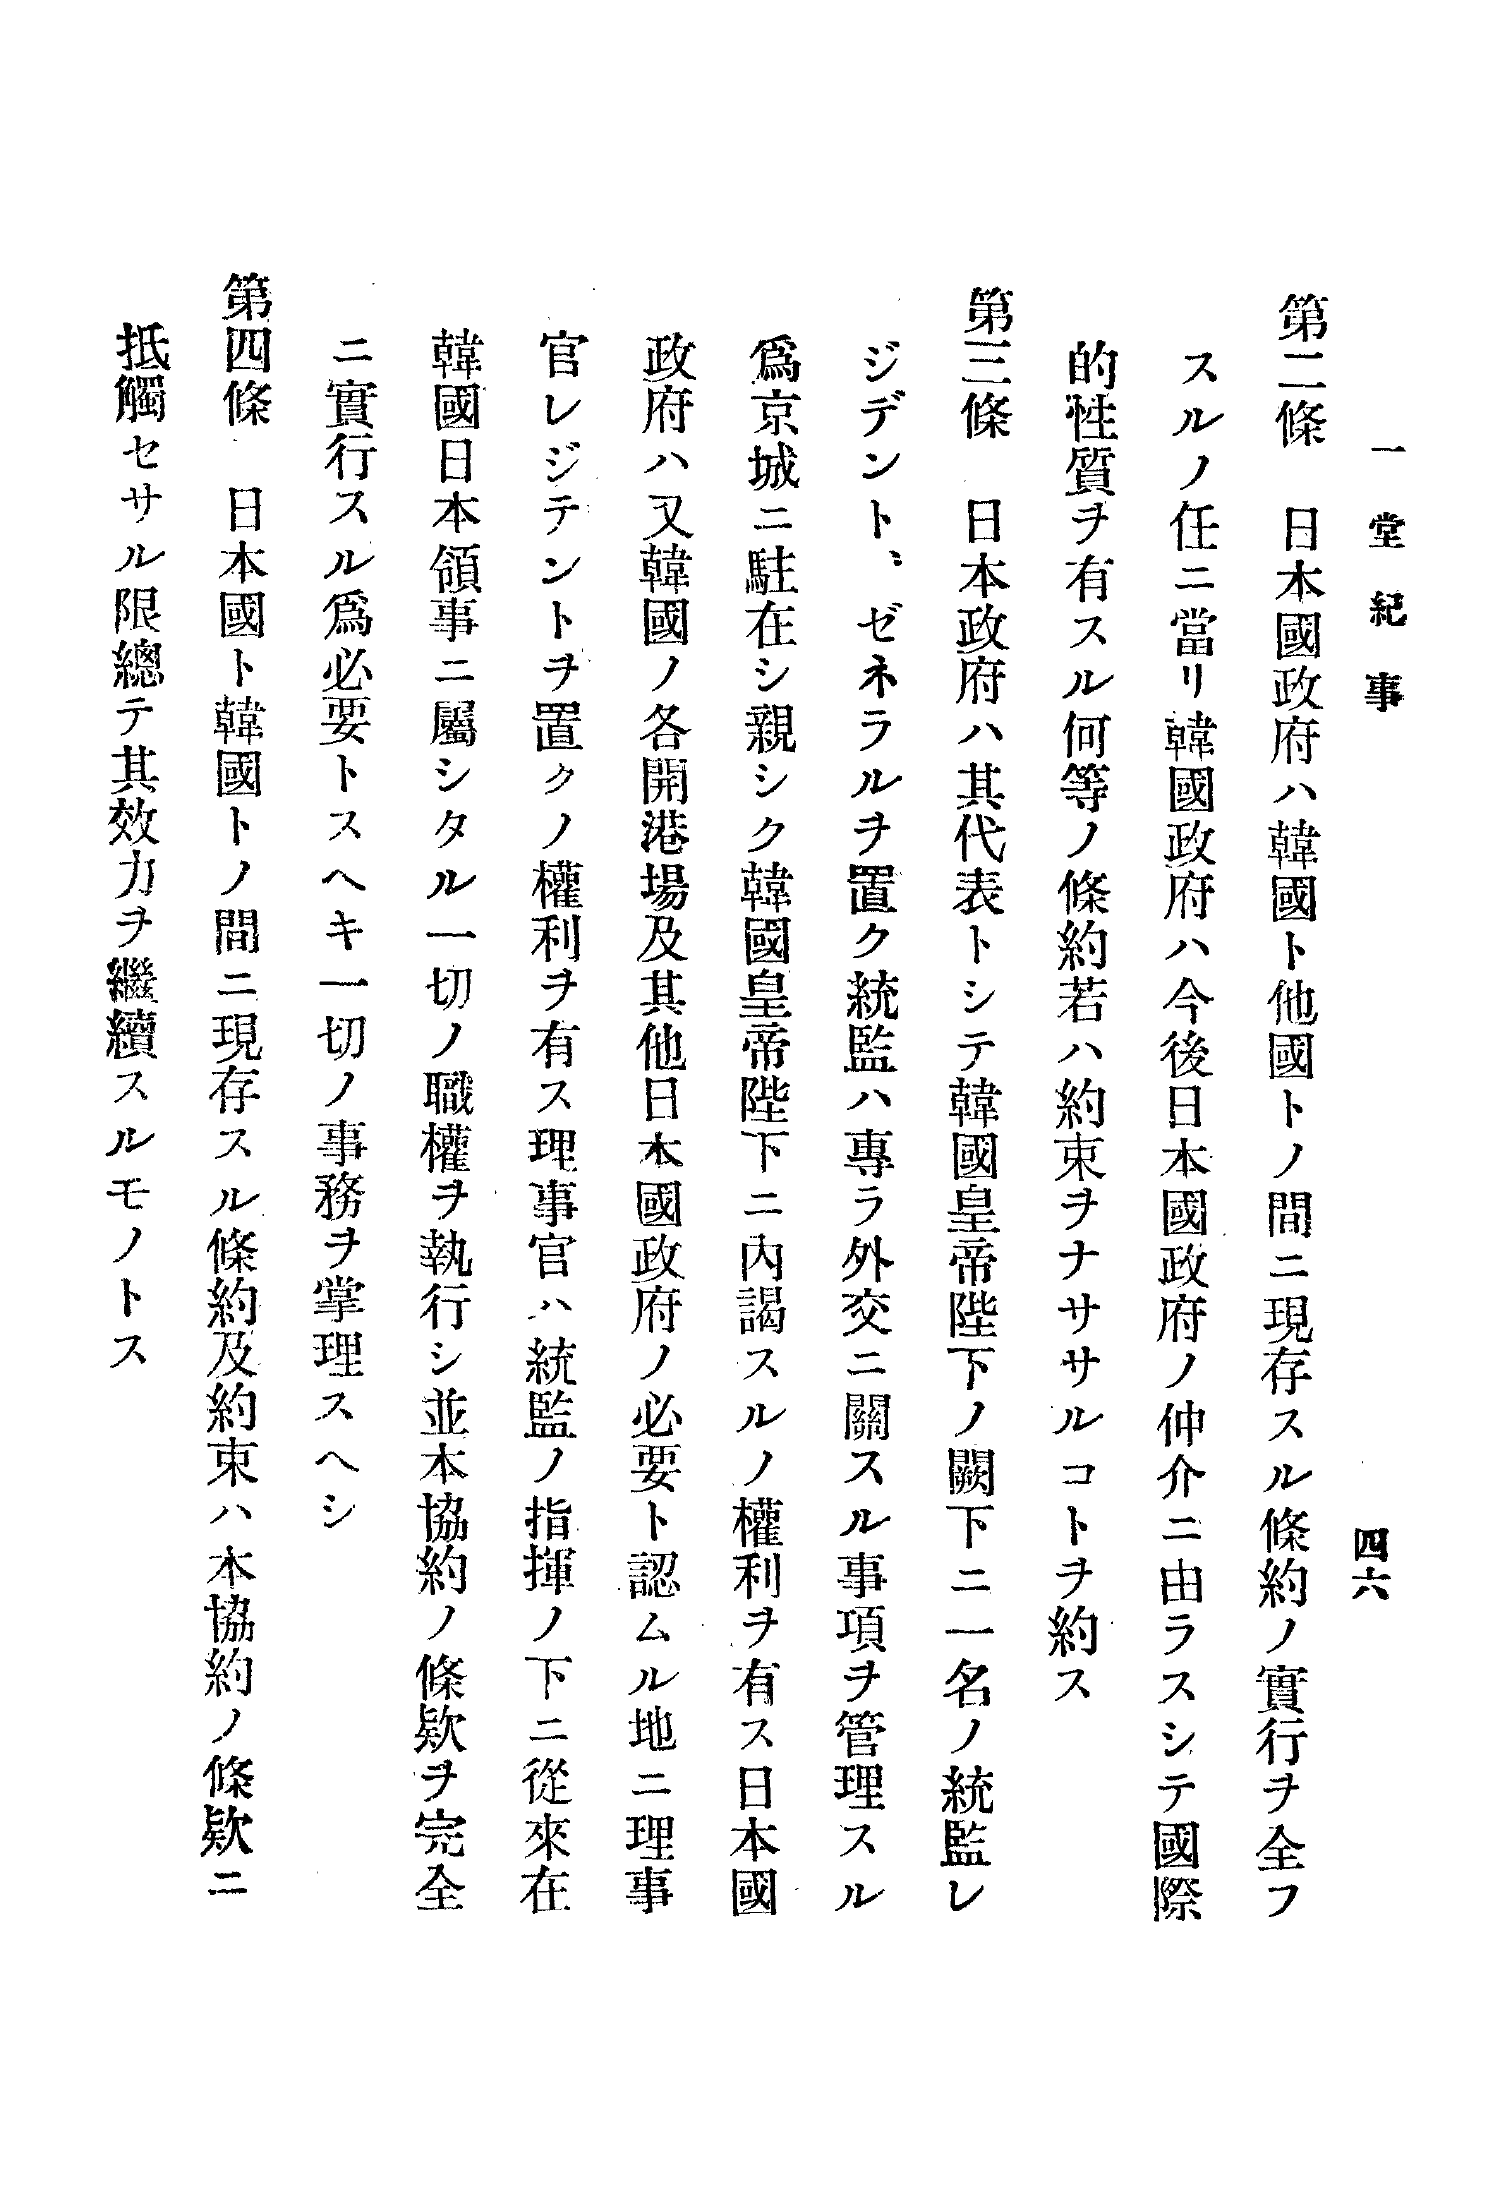 一堂紀事
四六
第二條　日本國政府ハ韓國ト他國トノ間ニ現存スル條約ノ實行ヲ全フ
スルノ任ニ當リ韓國政府ハ今後日本國政府ノ仲介ニ由ラスシテ國際
的性質ヲ有スル何等ノ條約若ハ約束ヲナササルコトヲ約ス
第三條　日本政府ハ其代表トシテ韓國皇帝陛下ノ闕下ニ一名ノ統監レ
ジデント、ゼネラルヲ置ク統監ハ專ラ外交ニ關スル事項ヲ管理スル
爲京城ニ駐在シ親シク韓國皇帝陛下ニ內謁スルノ權利ヲ有ス日本國
政府ハ又韓國ノ各開港場及其他日本國政府ノ必要ト認ムル地ニ理事
官レジテントヲ置クノ權利ヲ有ス理事官ハ統監ノ指揮ノ下ニ從來在
韓國日本領事ニ屬シタル一切ノ職權ヲ執行シ並本協約ノ條欵ヲ完全
ニ實行スル爲必要トスヘキ一切ノ事務ヲ掌理スヘシ
第四條　日本國ト韓國トノ間ニ現存スル條約及約束ハ本協約ノ條欵ニ
抵觸セサル限總テ其效力ヲ繼續スルモノトス